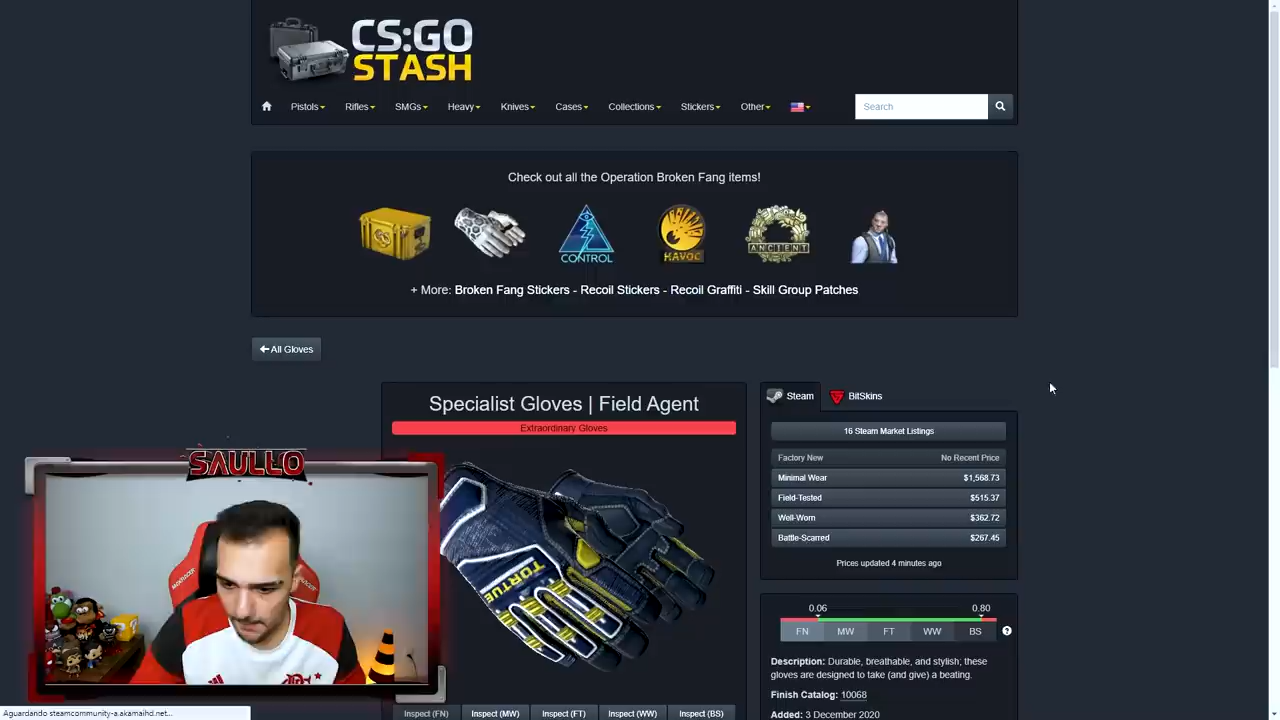 CS:GO
STASH
Pistols Rifles SMGs Heavy Knives Cases Collections Stickers Other Search
Check out all the Operation Broken Fang items!
CONTROL HAVOC ANCIENT
+ More: Broken Fang Stickers - Recoil Stickers - Recoil Graffiti - Skill Group Patches
All Gloves
Specialist Gloves | Field Agent
Extraordinary Gloves
TORTUE
Inspect (FN) Inspect (MW) Inspect (FT) Inspect (WW) Inspect (BS)
Steam BitSkins
16 Steam Market Listings
Factory New No Recent Price
Minimal Wear $1,568.73
Field-Tested $515.37
Well-Worn $362.72
Battle-Scarred $267.45
Prices updated 4 minutes ago
0.06 0.80
FN MW FT WW BS ?
Description: Durable, breathable, and stylish; these
gloves are designed to take (and give) a beating.
Finish Catalog: 10068
Added: 3 December 2020
SAULLO
Aguardando steamcommunity-a.akamaihd.net...